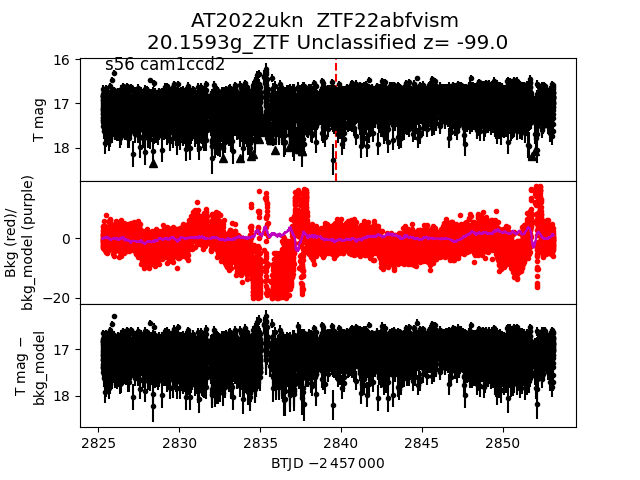 AT2022ukn  ZTF22abfvism
20.1593g_ZTF Unclassified z= -99.0
s56 cam1ccd2
16
17
18
T mag
0
−20
Bkg (red)/
bkg_model (purple)
17
18
T mag −
bkg_model
2825 2830 2835 2840 2845 2850
BTJD −2 457 000